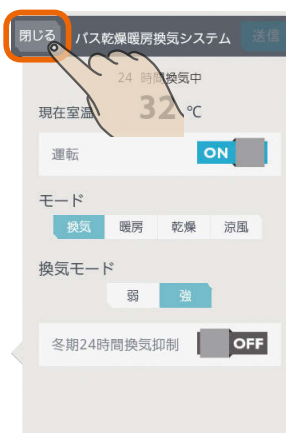 閉じる バス乾燥暖房換気システム 送信
24 時間換気中
現在室温 32 ℃
運転 ON
モード
換気 暖房 乾燥 涼風
換気モード
弱 強
冬期24時間換気抑制 OFF